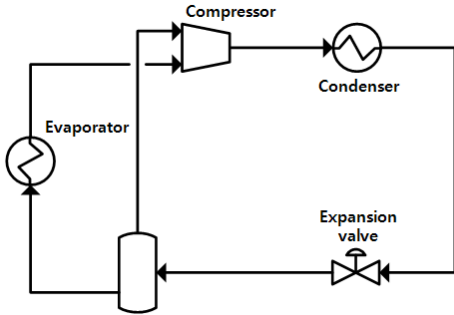 Compressor
Condenser
Evaporator
Expansion
valve